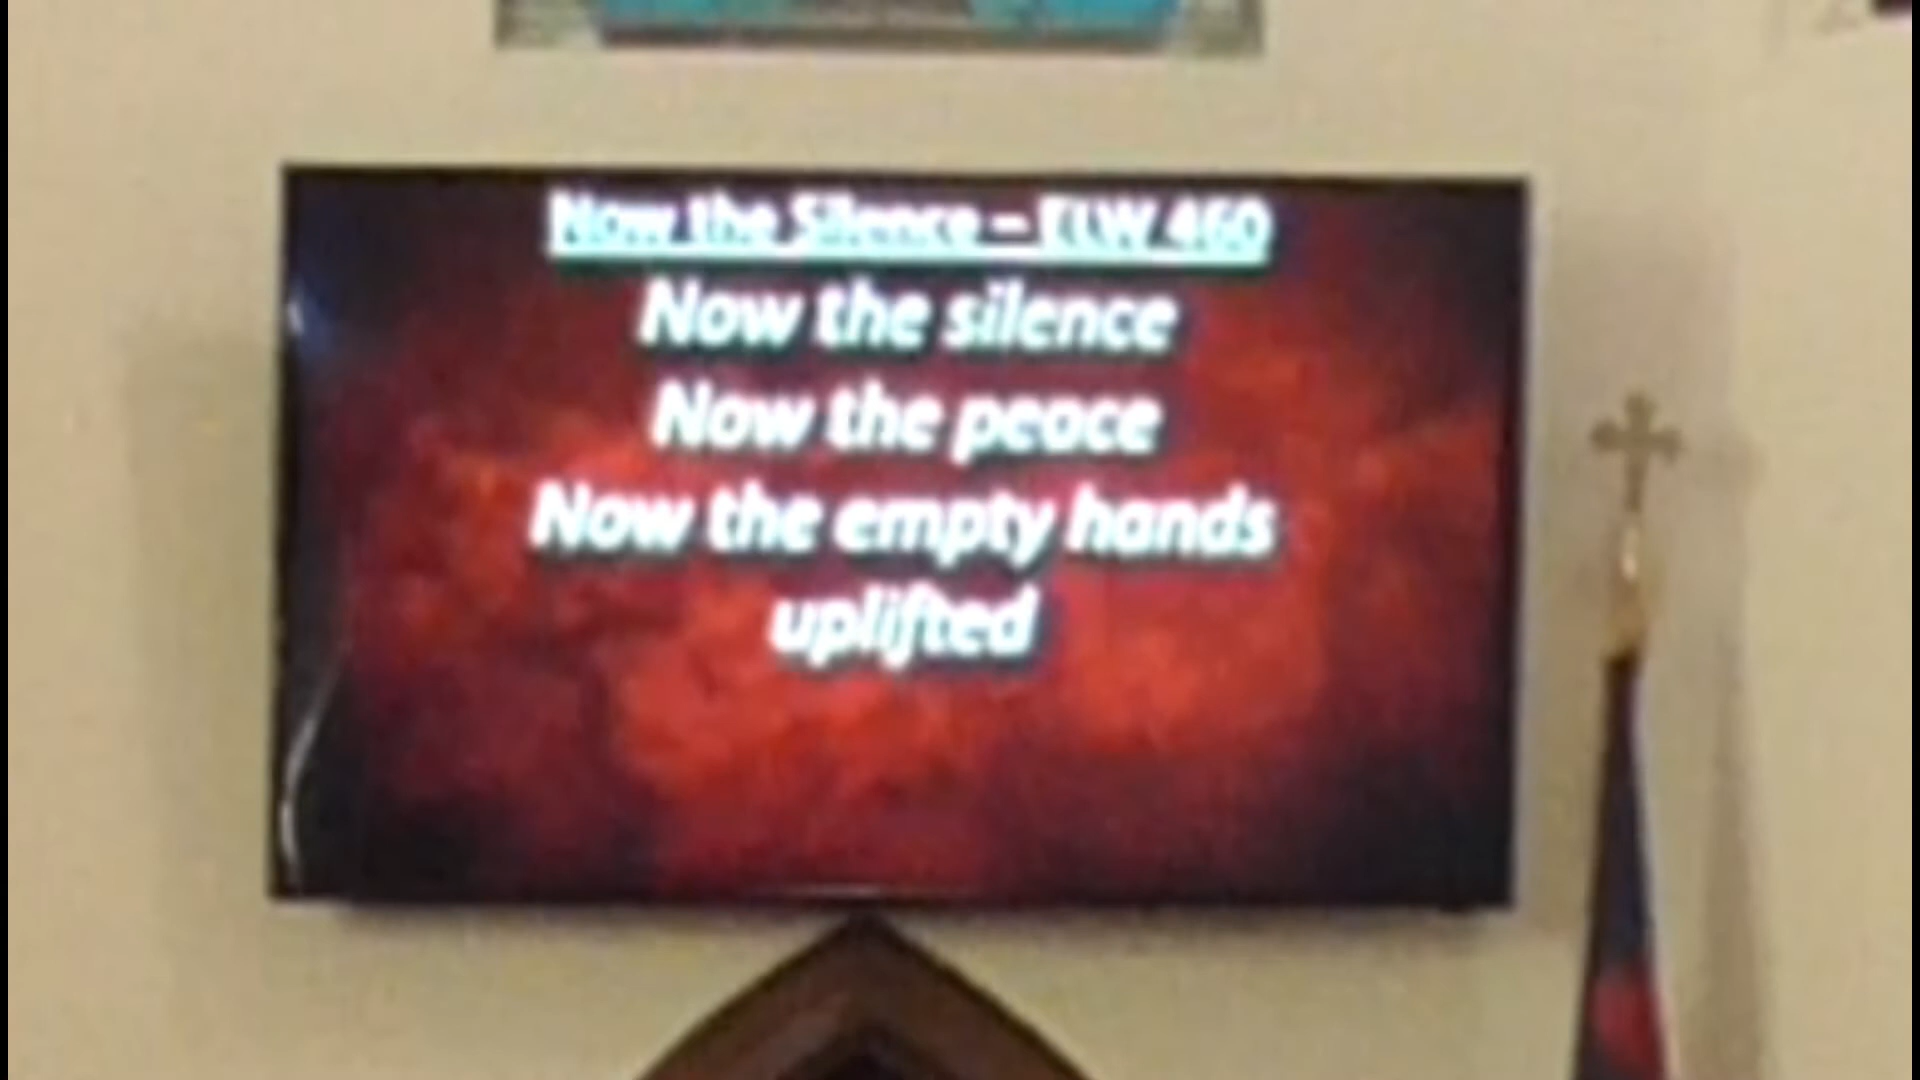 Now the Silence – ELW 460
Now the silence
Now the peace
Now the empty hands
uplifted